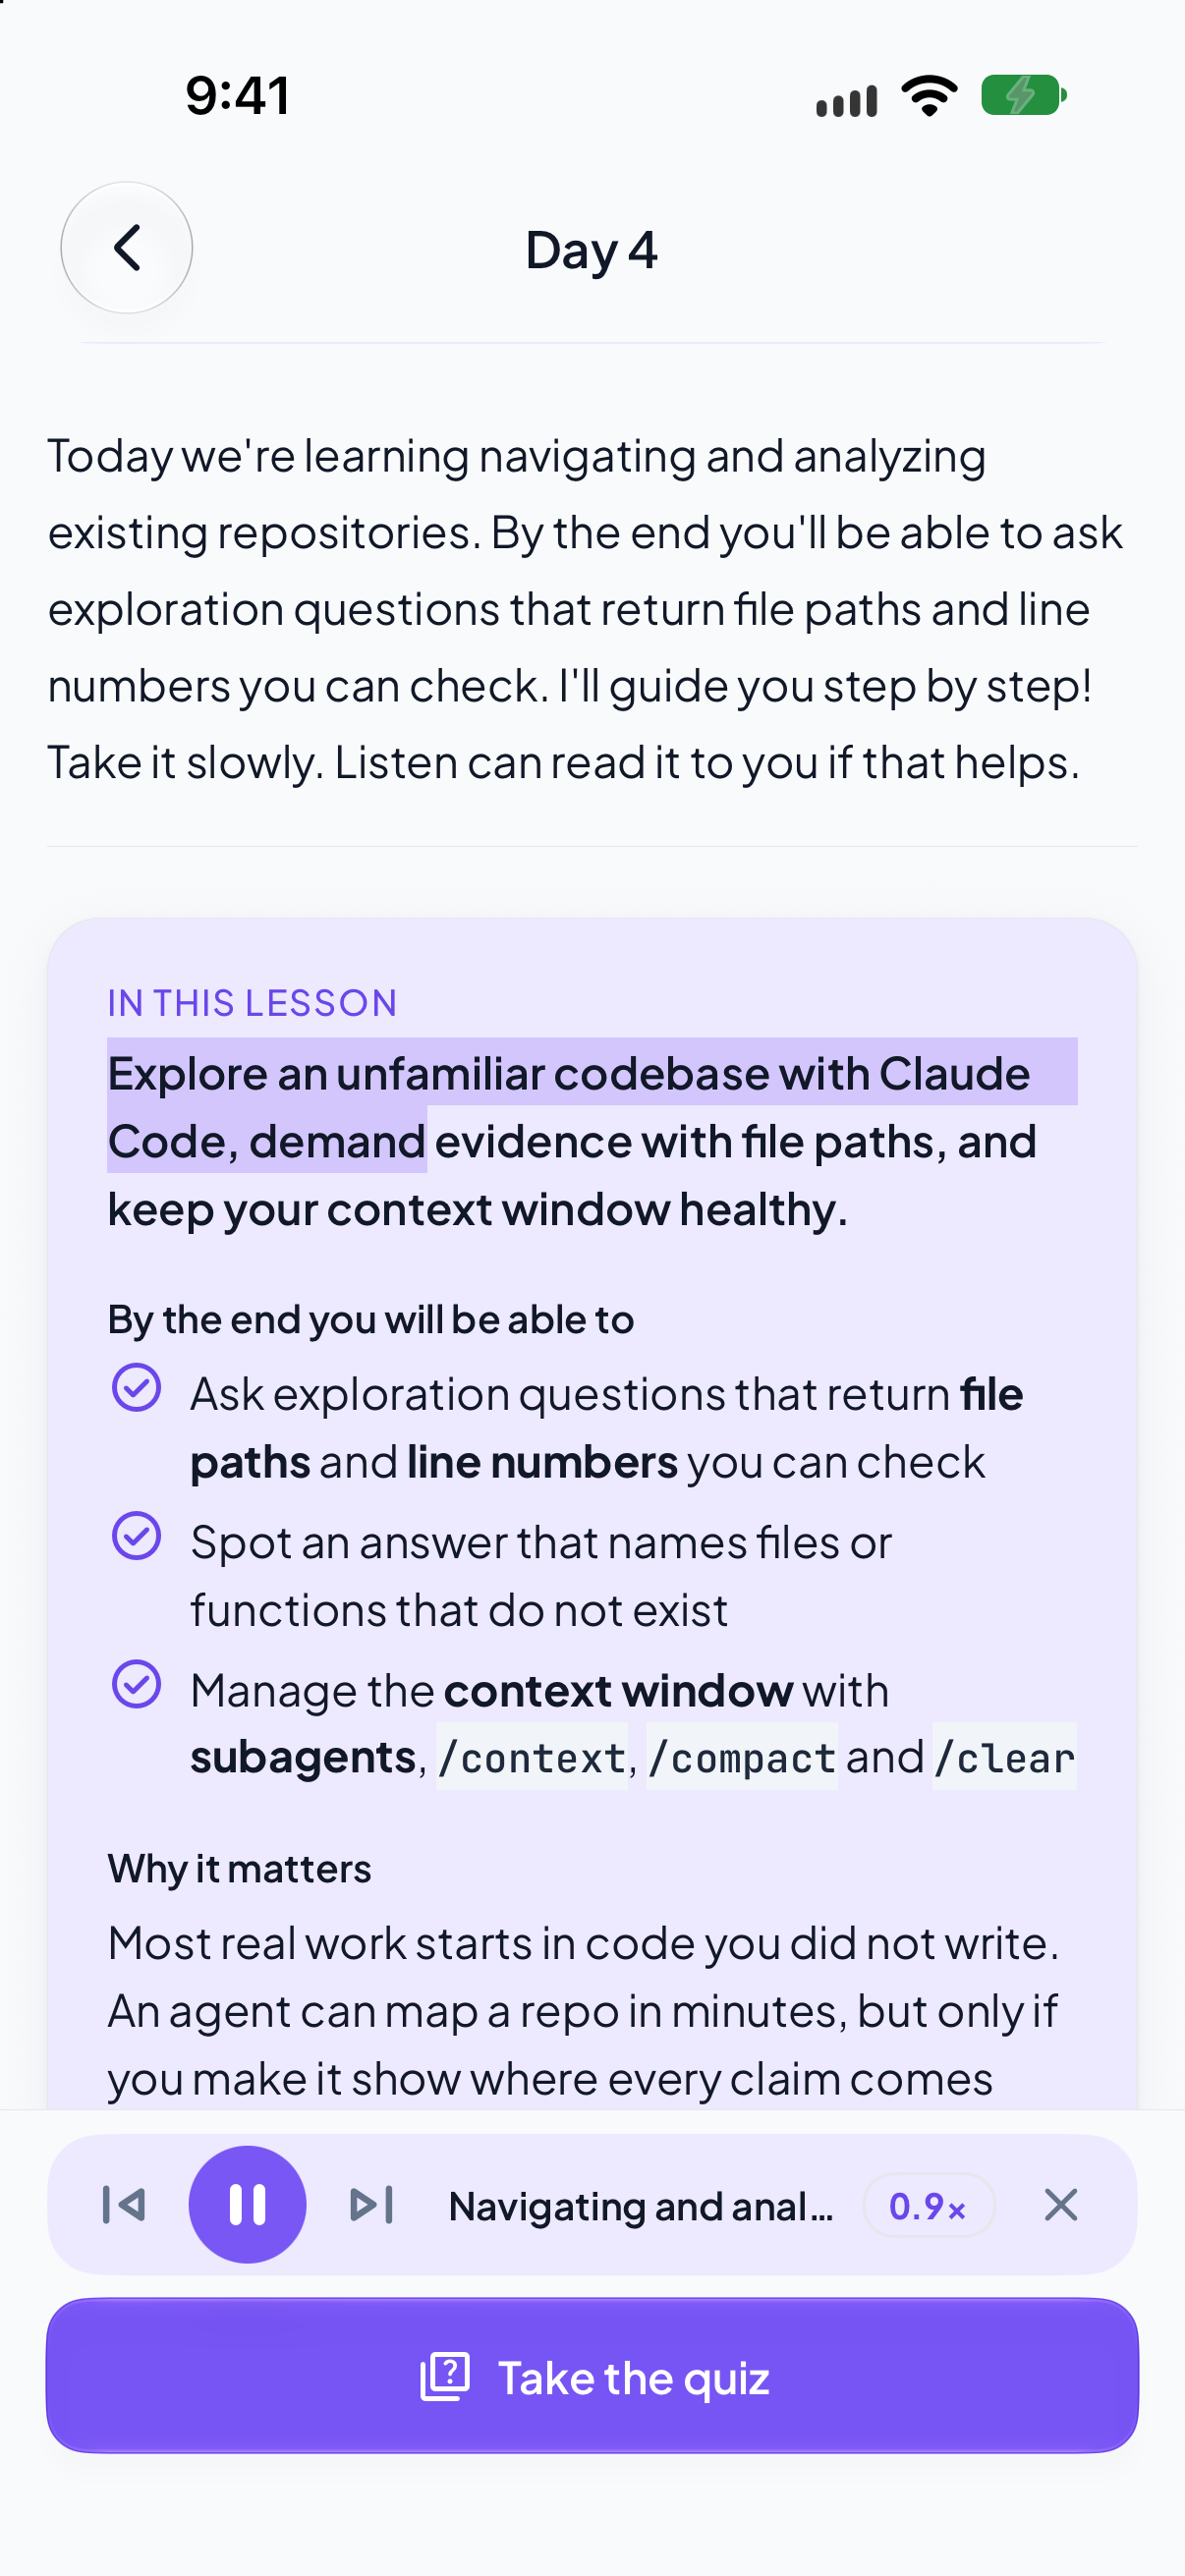 9:41
Day 4
Today we're learning navigating and analyzing
existing repositories. By the end you'll be able to ask
exploration questions that return file paths and line
numbers you can check. I'll guide you step by step!
Take it slowly. Listen can read it to you if that helps.
IN THIS LESSON
Explore an unfamiliar codebase with Claude
Code, demand evidence with file paths, and
keep your context window healthy.
By the end you will be able to
Ask exploration questions that return file
paths and line numbers you can check
Spot an answer that names files or
functions that do not exist
Manage the context window with
subagents, /context, /compact and /clear
Why it matters
Most real work starts in code you did not write.
An agent can map a repo in minutes, but only if
you make it show where every claim comes
Navigating and anal...
0.9×
Take the quiz